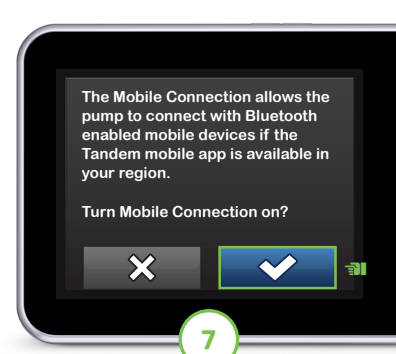 The Mobile Connection allows the
pump to connect with Bluetooth
enabled mobile devices if the
Tandem mobile app is available in
your region.
Turn Mobile Connection on?
7